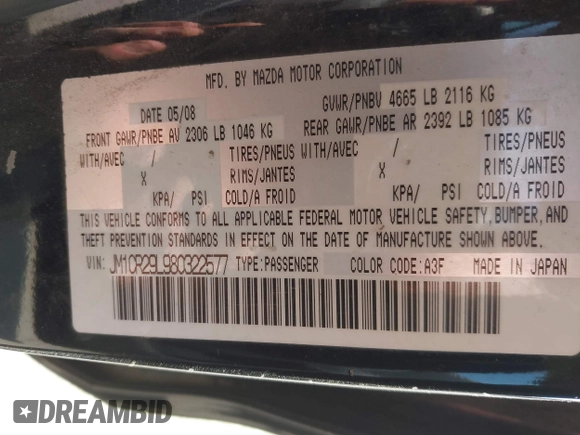 MFD. BY MAZDA MOTOR CORPORATION
DATE 05/08 GVWR/PNBV 4665 LB 2116 KG
FRONT GAWR/PNBE AV 2306 LB 1046 KG REAR GAWR/PNBE AR 2392 LB 1085 KG
WITH/AVEC / TIRES/PNEUS WITH/AVEC / TIRES/PNEUS
X RIMS/JANTES X RIMS/JANTES
KPA/ PSI COLD/A FROID KPA/ PSI COLD/A FROID
THIS VEHICLE CONFORMS TO ALL APPLICABLE FEDERAL MOTOR VEHICLE SAFETY, BUMPER, AND
THEFT PREVENTION STANDARDS IN EFFECT ON THE DATE OF MANUFACTURE SHOWN ABOVE.
VIN: JM1CR29L980322577 TYPE:PASSENGER COLOR CODE:A3F MADE IN JAPAN
DREAMBID